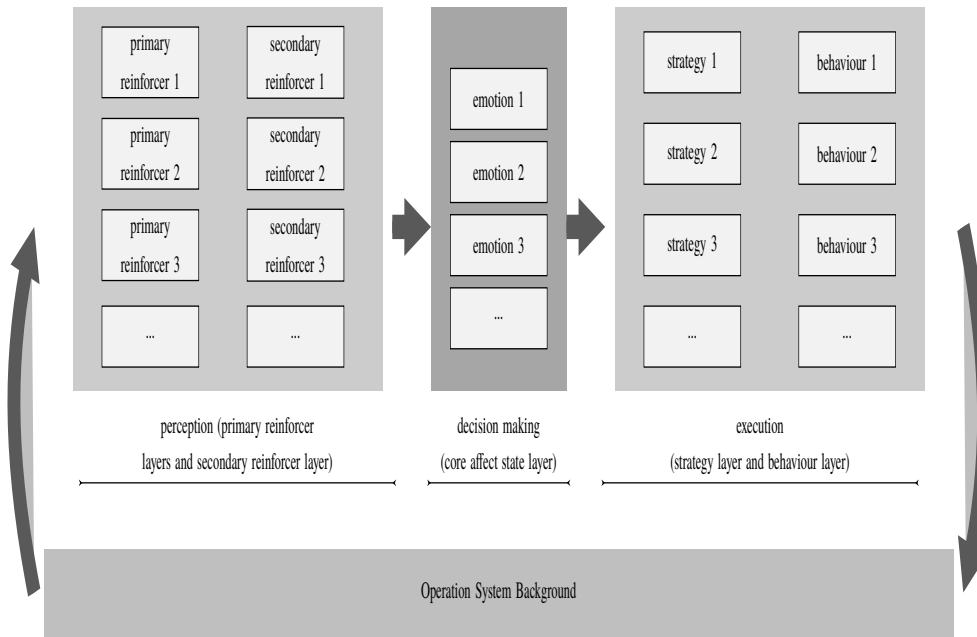 primary
reinforcer 1
secondary
reinforcer 1
primary
reinforcer 2
secondary
reinforcer 2
primary
reinforcer 3
secondary
reinforcer 3
...
...
emotion 1
emotion 2
emotion 3
...
strategy 1
behaviour 1
strategy 2
behaviour 2
strategy 3
behaviour 3
...
...
perception (primary reinforcer
layers and secondary reinforcer layer)
decision making
(core affect state layer)
execution
(strategy layer and behaviour layer)
Operation System Background